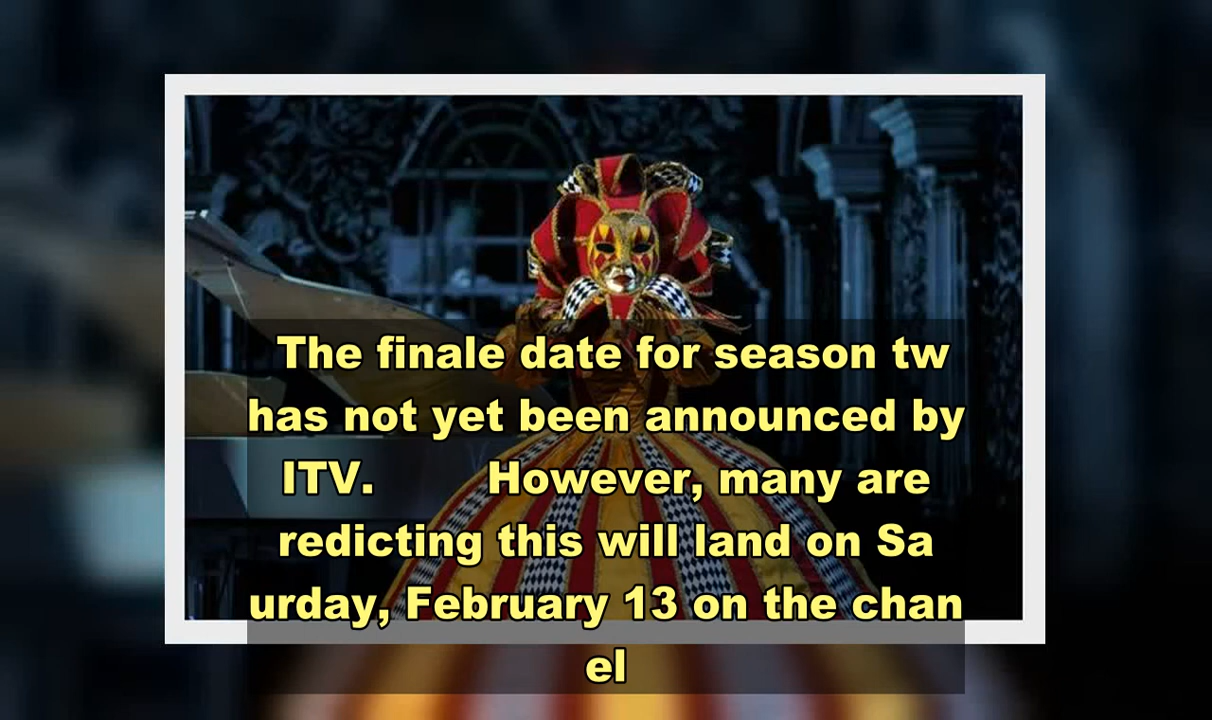 The finale date for season tw
has not yet been announced by
ITV. However, many are
redicting this will land on Sa
urday, February 13 on the chan
el